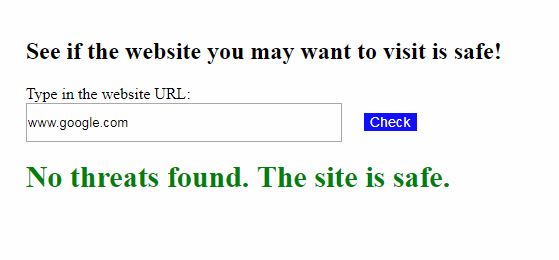 See if the website you may want to visit is safe!
Type in the website URL:
www.google.com
Check
No threats found. The site is safe.